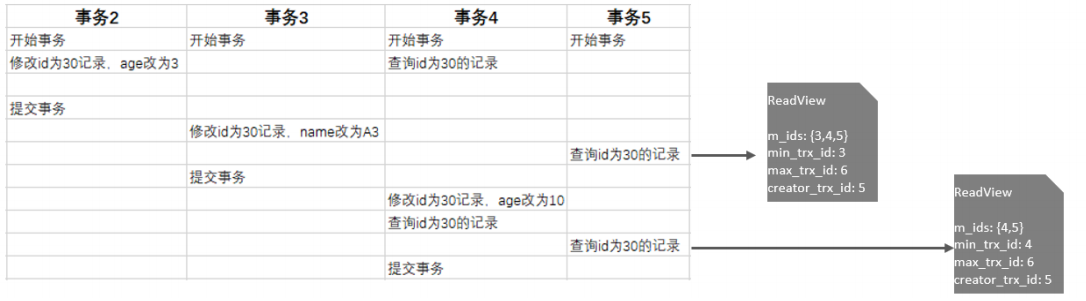 事务2 事务3 事务4 事务5
开始事务 开始事务 开始事务 开始事务
修改id为30记录，age改为3 查询id为30的记录
提交事务
修改id为30记录，name改为A3
查询id为30的记录
提交事务
修改id为30记录，age改为10
查询id为30的记录
查询id为30的记录
提交事务
ReadView
m_ids: {3,4,5}
min_trx_id: 3
max_trx_id: 6
creator_trx_id: 5
ReadView
m_ids: {4,5}
min_trx_id: 4
max_trx_id: 6
creator_trx_id: 5